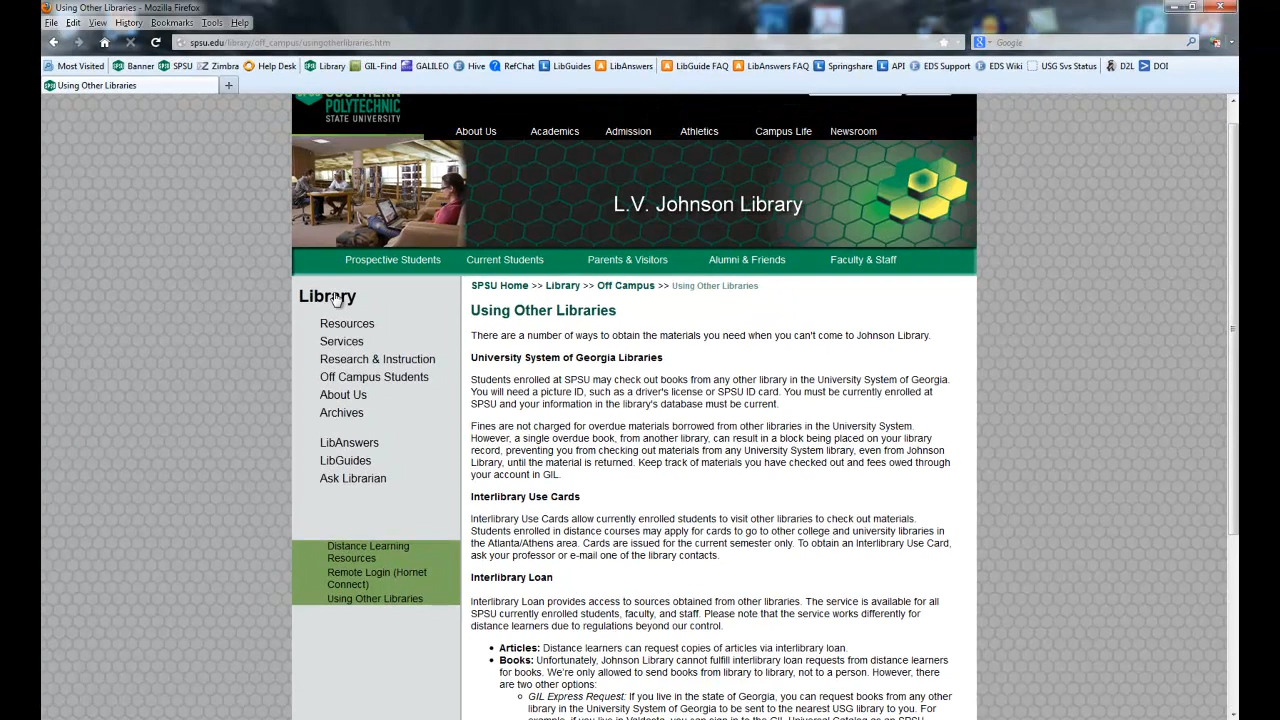 Using Other Libraries - Mozilla Firefox
File Edit View History Bookmarks Tools Help
spsu.edu/library/off_campus/usingotherlibraries.htm
Google
Most Visited Banner SPSU Zimbra Help Desk Library GIL-Find GALILEO Hive RefChat LibGuides LibAnswers LibGuide FAQ LibAnswers FAQ Springshare API EDS Support EDS Wiki USG Svs Status D2L DOI
Using Other Libraries
SOUTHERN
POLYTECHNIC
STATE UNIVERSITY
About Us Academics Admission Athletics Campus Life Newsroom
L.V. Johnson Library
Prospective Students Current Students Parents & Visitors Alumni & Friends Faculty & Staff
Library
Resources
Services
Research & Instruction
Off Campus Students
About Us
Archives
LibAnswers
LibGuides
Ask Librarian
Distance Learning
Resources
Remote Login (Hornet
Connect)
Using Other Libraries
SPSU Home >> Library >> Off Campus >> Using Other Libraries
Using Other Libraries
There are a number of ways to obtain the materials you need when you can't come to Johnson Library.
University System of Georgia Libraries
Students enrolled at SPSU may check out books from any other library in the University System of Georgia.
You will need a picture ID, such as a driver's license or SPSU ID card. You must be currently enrolled at
SPSU and your information in the library's database must be current.
Fines are not charged for overdue materials borrowed from other libraries in the University System.
However, a single overdue book, from another library, can result in a block being placed on your library
record, preventing you from checking out materials from any University System library, even from Johnson
Library, until the material is returned. Keep track of materials you have checked out and fees owed through
your account in GIL.
Interlibrary Use Cards
Interlibrary Use Cards allow currently enrolled students to visit other libraries to check out materials.
Students enrolled in distance courses may apply for cards to go to other college and university libraries in
the Atlanta/Athens area. Cards are issued for the current semester only. To obtain an Interlibrary Use Card,
ask your professor or e-mail one of the library contacts.
Interlibrary Loan
Interlibrary Loan provides access to sources obtained from other libraries. The service is available for all
SPSU currently enrolled students, faculty, and staff. Please note that the service works differently for
distance learners due to regulations beyond our control.
• Articles: Distance learners can request copies of articles via interlibrary loan.
• Books: Unfortunately, Johnson Library cannot fulfill interlibrary loan requests from distance learners
for books. We're only allowed to send books from library to library, not to a person. However, there
are two other options:
○ GIL Express Request: If you live in the state of Georgia, you can request books from any other
library in the University System of Georgia to be sent to the nearest USG library to you. For
example, if you live in Valdosta, you can sign in to the GIL Universal Catalog as an SPSU